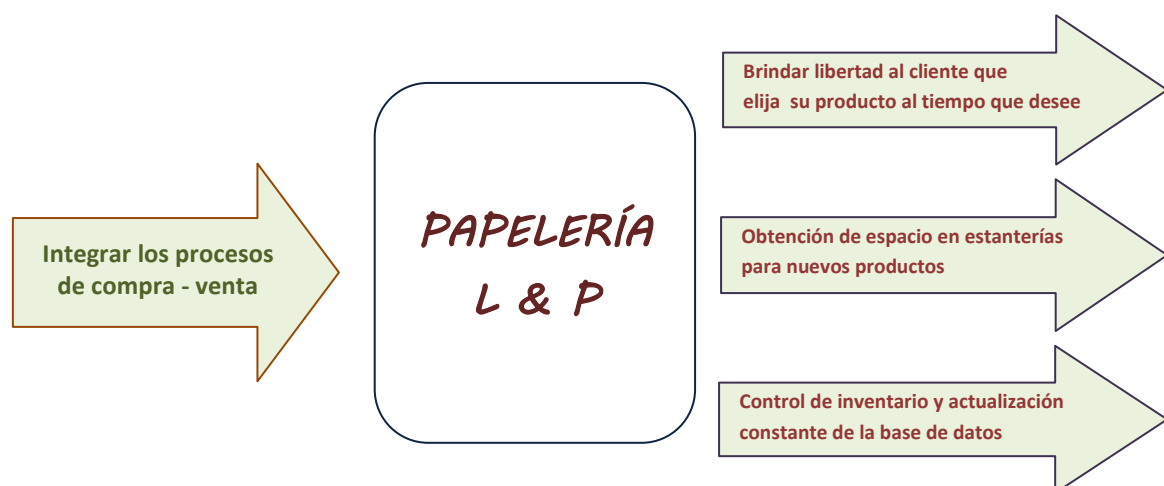 Integrar los procesos
de compra - venta
PAPELERÍA
L & P
Brindar libertad al cliente que
elija su producto al tiempo que desee
Obtención de espacio en estanterías
para nuevos productos
Control de inventario y actualización
constante de la base de datos